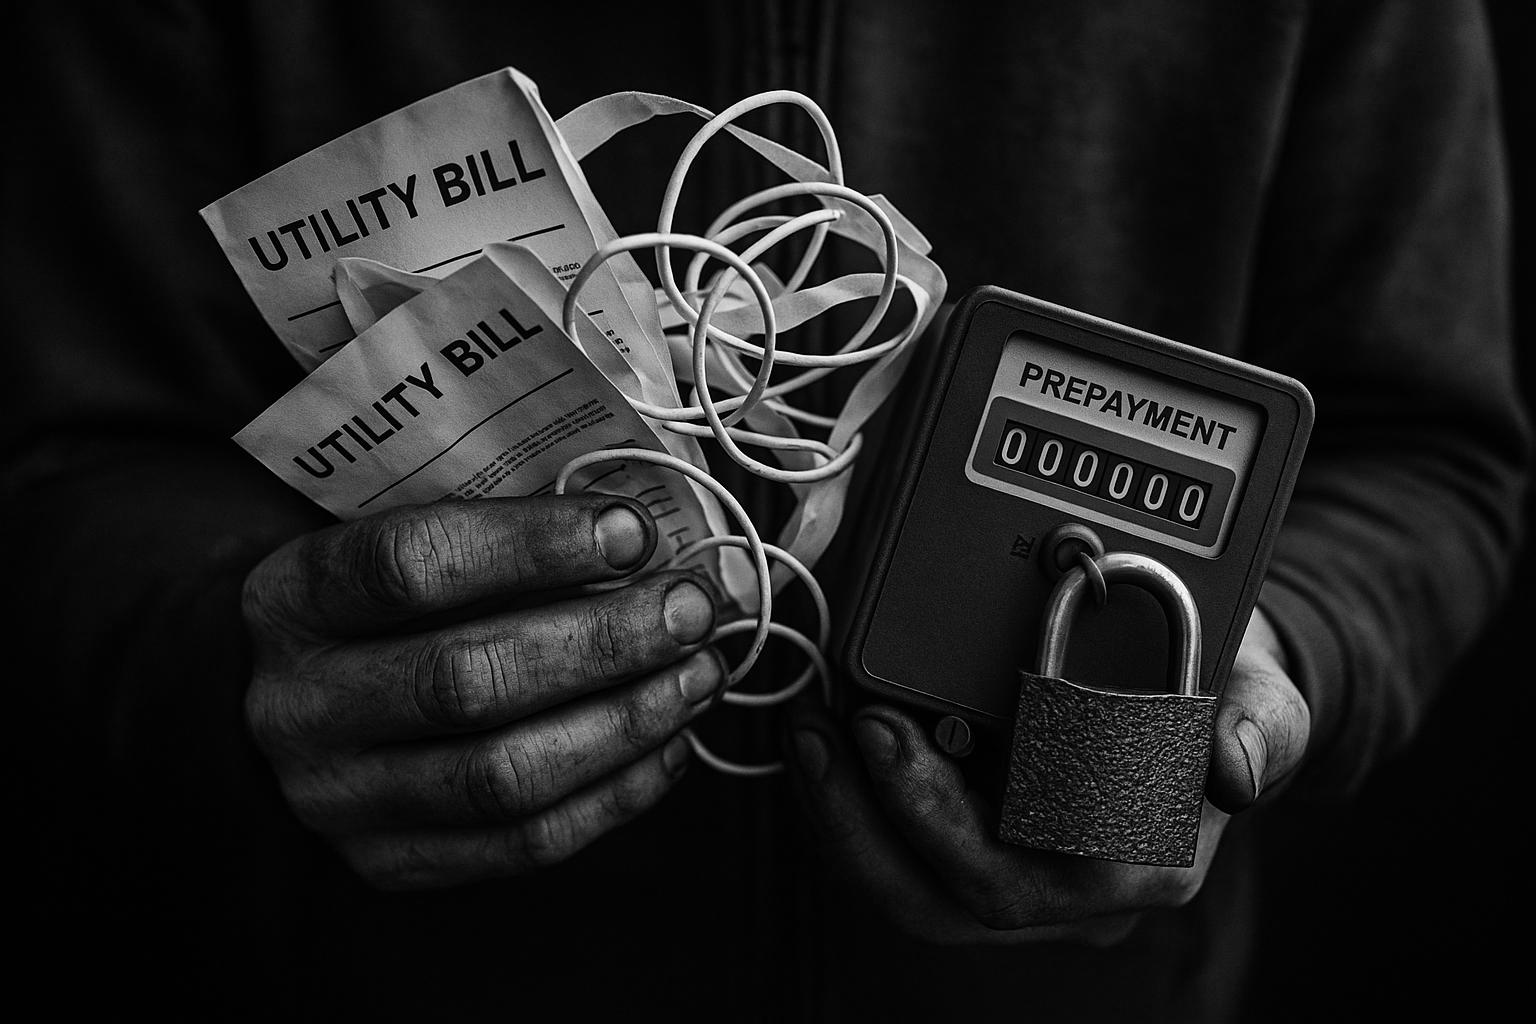 UTILITY BILL
UTILITY BILL
PREPAYMENT
000000